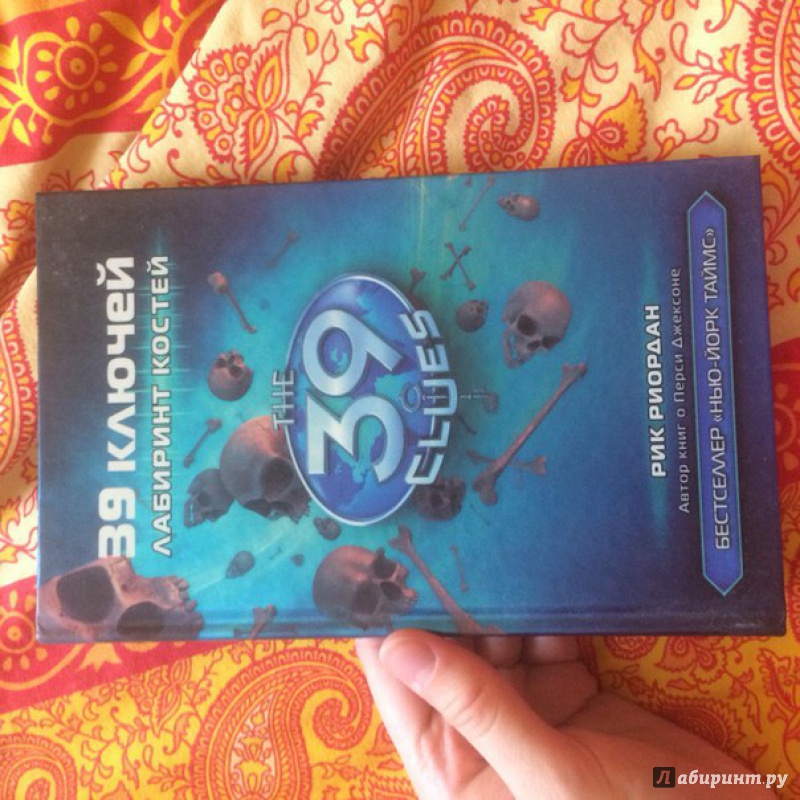 39 КЛЮЧЕЙ
ЛАБИРИНТ КОСТЕЙ
THE
39
CLUES
РИК РИОРДАН
Автор книг о Перси Джексоне
БЕСТСЕЛЛЕР «НЬЮ-ЙОРК ТАЙМС»
Лабиринт.ру